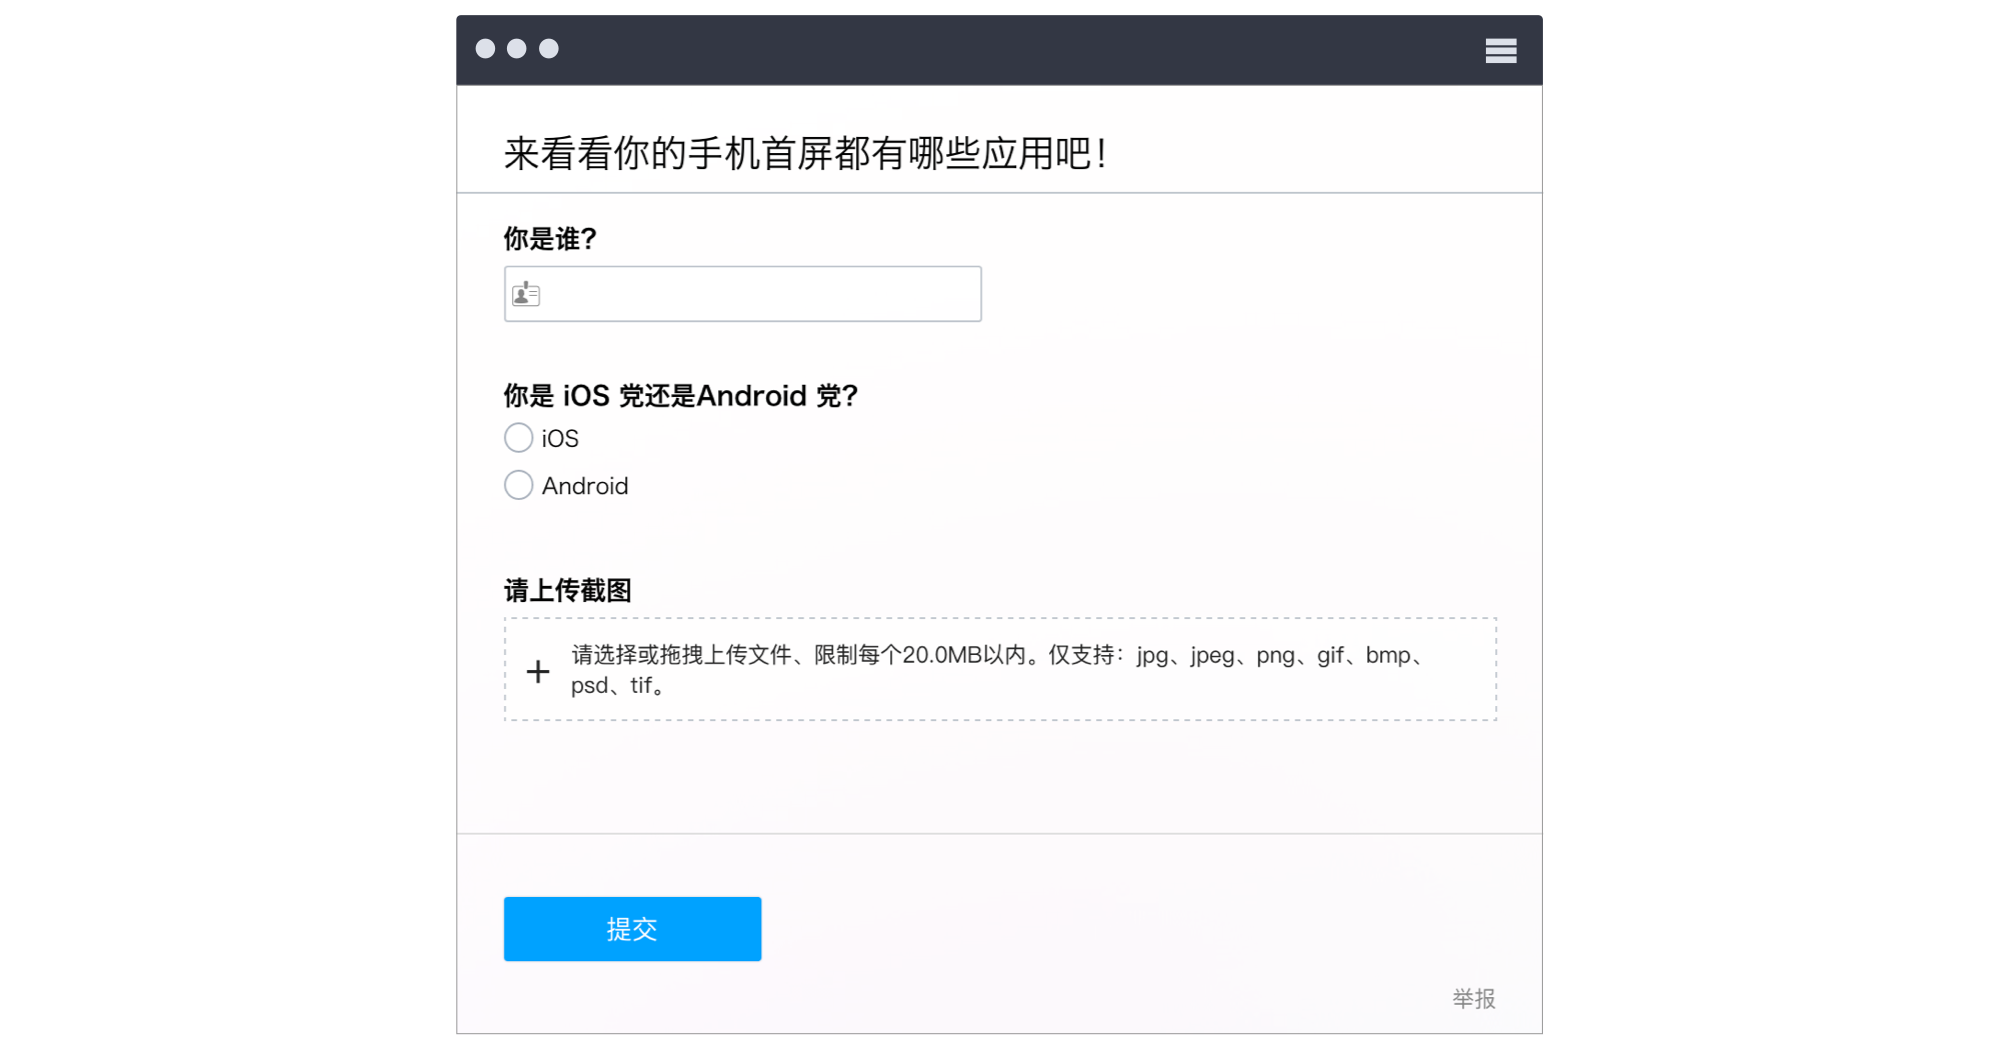 来看看你的手机首屏都有哪些应用吧！
你是谁？
你是 iOS 党还是Android 党？
iOS
Android
请上传截图
请选择或拖拽上传文件、限制每个20.0MB以内。仅支持：jpg、jpeg、png、gif、bmp、
psd、tif。
提交
举报